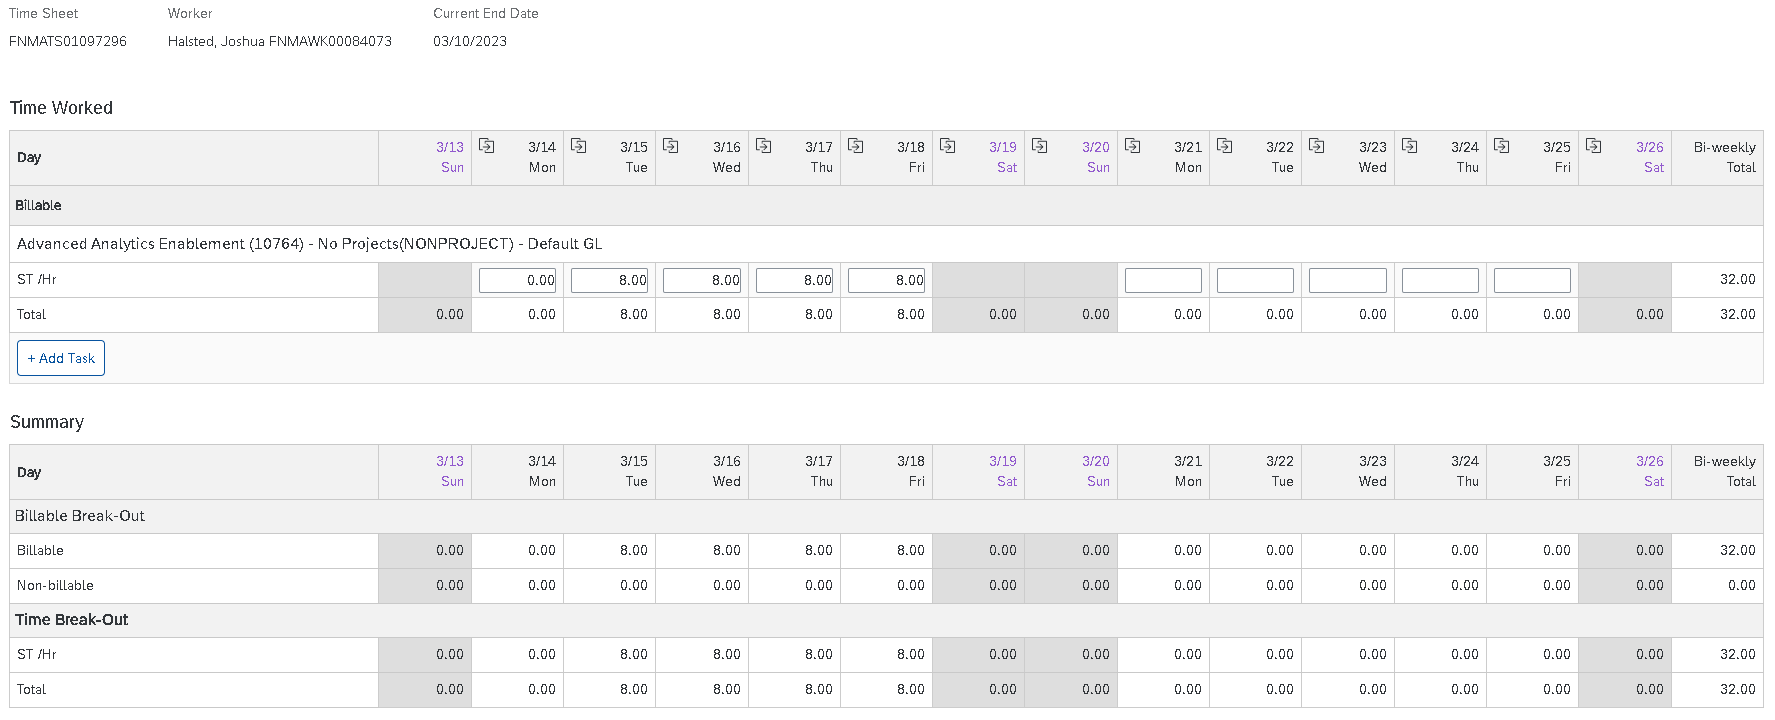 Time Sheet Worker Current End Date
FNMATS01097296 Halsted, Joshua FNMAWK00084073 03/10/2023
Time Worked
Day 3/13 Sun 3/14 Mon 3/15 Tue 3/16 Wed 3/17 Thu 3/18 Fri 3/19 Sat 3/20 Sun 3/21 Mon 3/22 Tue 3/23 Wed 3/24 Thu 3/25 Fri 3/26 Sat Bi-weekly Total
Billable
Advanced Analytics Enablement (10764) - No Projects(NONPROJECT) - Default GL
ST /Hr 0.00 8.00 8.00 8.00 8.00 32.00
Total 0.00 0.00 8.00 8.00 8.00 8.00 0.00 0.00 0.00 0.00 0.00 0.00 0.00 0.00 32.00
+ Add Task
Summary
Day 3/13 Sun 3/14 Mon 3/15 Tue 3/16 Wed 3/17 Thu 3/18 Fri 3/19 Sat 3/20 Sun 3/21 Mon 3/22 Tue 3/23 Wed 3/24 Thu 3/25 Fri 3/26 Sat Bi-weekly Total
Billable Break-Out
Billable 0.00 0.00 8.00 8.00 8.00 8.00 0.00 0.00 0.00 0.00 0.00 0.00 0.00 0.00 32.00
Non-billable 0.00 0.00 0.00 0.00 0.00 0.00 0.00 0.00 0.00 0.00 0.00 0.00 0.00 0.00 0.00
Time Break-Out
ST /Hr 0.00 0.00 8.00 8.00 8.00 8.00 0.00 0.00 0.00 0.00 0.00 0.00 0.00 0.00 32.00
Total 0.00 0.00 8.00 8.00 8.00 8.00 0.00 0.00 0.00 0.00 0.00 0.00 0.00 0.00 32.00